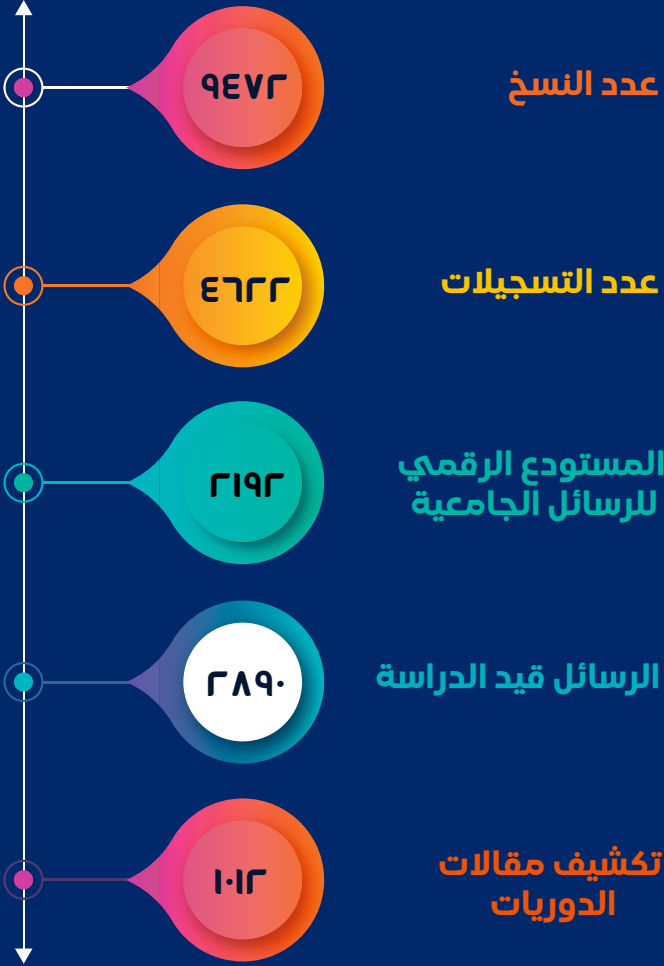 عدد النسخ
٩٤٧٢
عدد التسجيلات
٤٦٢٢
المستودع الرقمي
للرسائل الجامعية
٢١٩٢
الرسائل قيد الدراسة
٢٨٩٠
تكشيف مقالات
الدوريات
١٠١٢